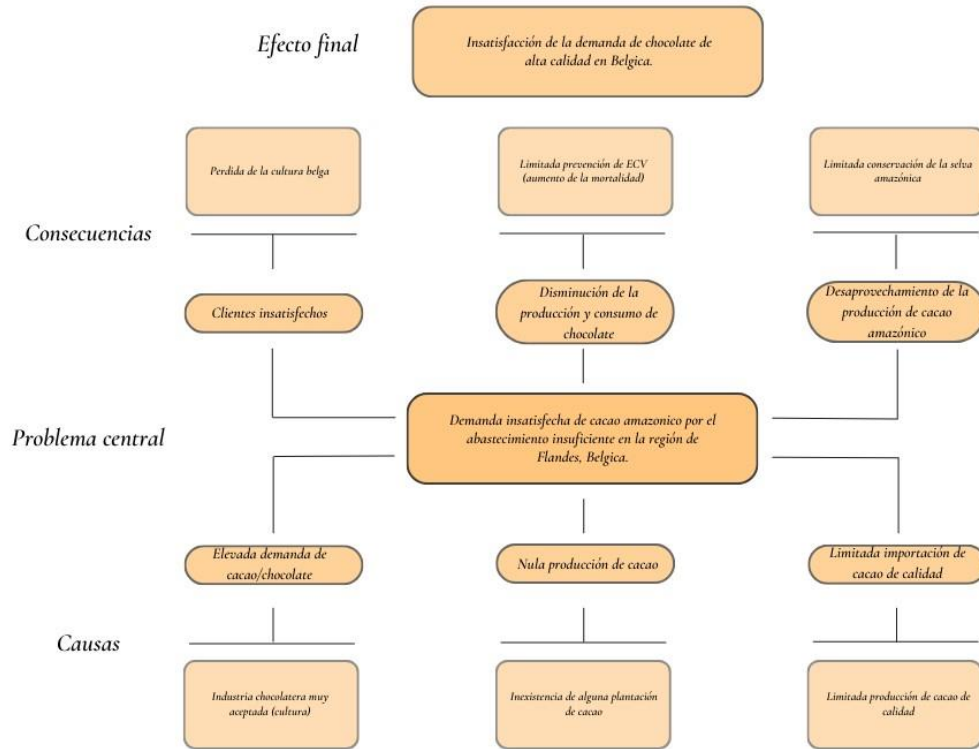 Efecto final
Insatisfacción de la demanda de chocolate de
alta calidad en Belgica.
Perdida de la cultura belga
Limitada prevención de ECV
(aumento de la mortalidad)
Limitada conservación de la selva
amazónica
Consecuencias
Clientes insatisfechos
Disminución de la
producción y consumo de
chocolate
Desaprovechamiento de la
producción de cacao
amazónico
Problema central
Demanda insatisfecha de cacao amazonico por el
abastecimiento insuficiente en la región de
Flandes, Belgica.
Elevada demanda de
cacao/chocolate
Nula producción de cacao
Limitada importación de
cacao de calidad
Causas
Industria chocolatera muy
aceptada (cultura)
Inexistencia de alguna plantación
de cacao
Limitada producción de cacao de
calidad